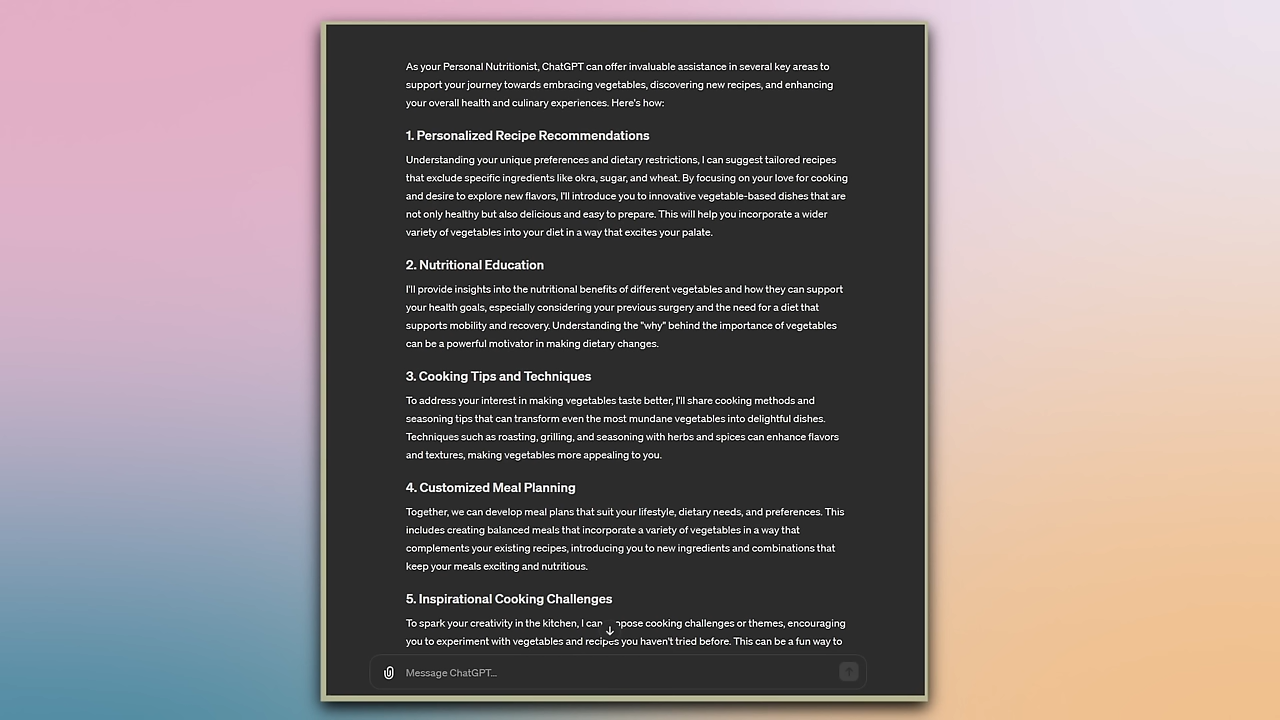 As your Personal Nutritionist, ChatGPT can offer invaluable assistance in several key areas to
support your journey towards embracing vegetables, discovering new recipes, and enhancing
your overall health and culinary experiences. Here's how:
1. Personalized Recipe Recommendations
Understanding your unique preferences and dietary restrictions, I can suggest tailored recipes
that exclude specific ingredients like okra, sugar, and wheat. By focusing on your love for cooking
and desire to explore new flavors, I'll introduce you to innovative vegetable-based dishes that are
not only healthy but also delicious and easy to prepare. This will help you incorporate a wider
variety of vegetables into your diet in a way that excites your palate.
2. Nutritional Education
I'll provide insights into the nutritional benefits of different vegetables and how they can support
your health goals, especially considering your previous surgery and the need for a diet that
supports mobility and recovery. Understanding the "why" behind the importance of vegetables
can be a powerful motivator in making dietary changes.
3. Cooking Tips and Techniques
To address your interest in making vegetables taste better, I'll share cooking methods and
seasoning tips that can transform even the most mundane vegetables into delightful dishes.
Techniques such as roasting, grilling, and seasoning with herbs and spices can enhance flavors
and textures, making vegetables more appealing to you.
4. Customized Meal Planning
Together, we can develop meal plans that suit your lifestyle, dietary needs, and preferences. This
includes creating balanced meals that incorporate a variety of vegetables in a way that
complements your existing recipes, introducing you to new ingredients and combinations that
keep your meals exciting and nutritious.
5. Inspirational Cooking Challenges
To spark your creativity in the kitchen, I can cooking challenges or themes, encouraging
you to experiment with vegetables and recipes you haven't tried before. This can be a fun way to
Message ChatGPT...